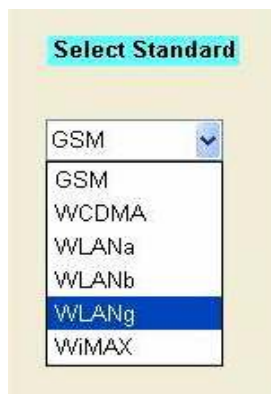 Select Standard
GSM
GSM
WCDMA
WLANa
WLANb
WLANg
WiMAX